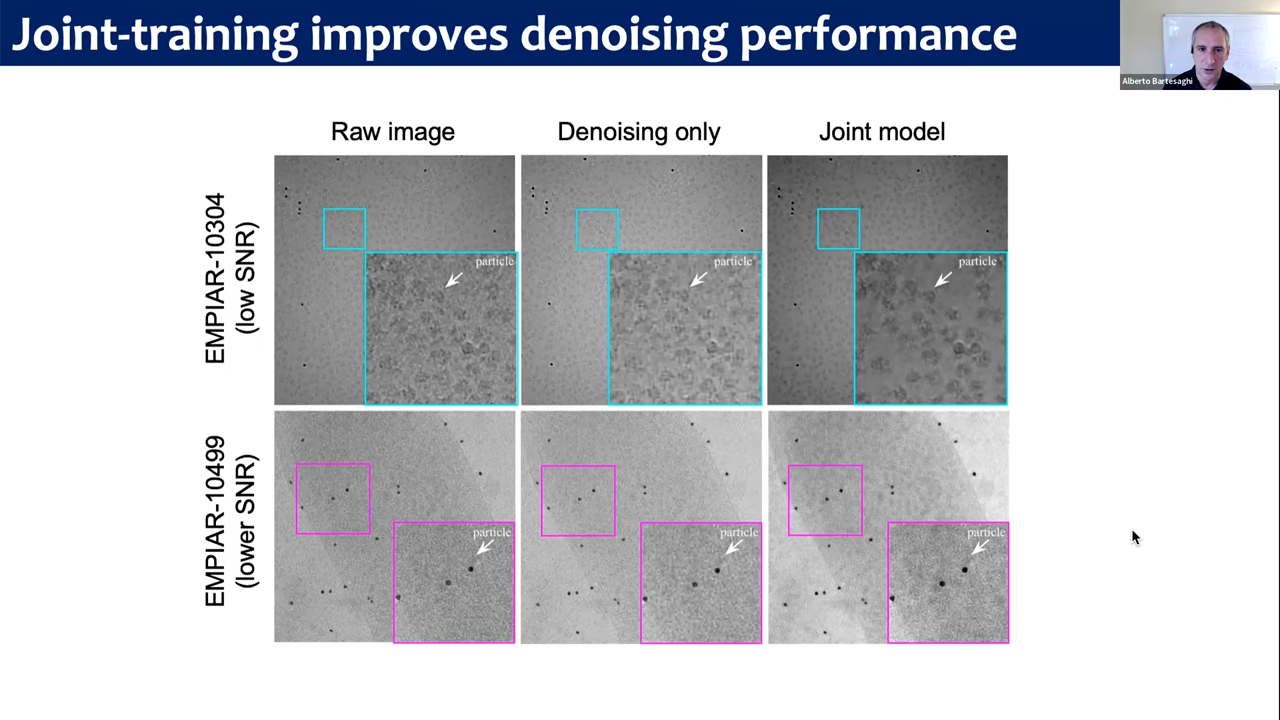 Joint-training improves denoising performance
Alberto Bartesaghi
Raw image
Denoising only
Joint model
EMPIAR-10304
(low SNR)
particle
particle
particle
EMPIAR-10499
(lower SNR)
particle
particle
particle